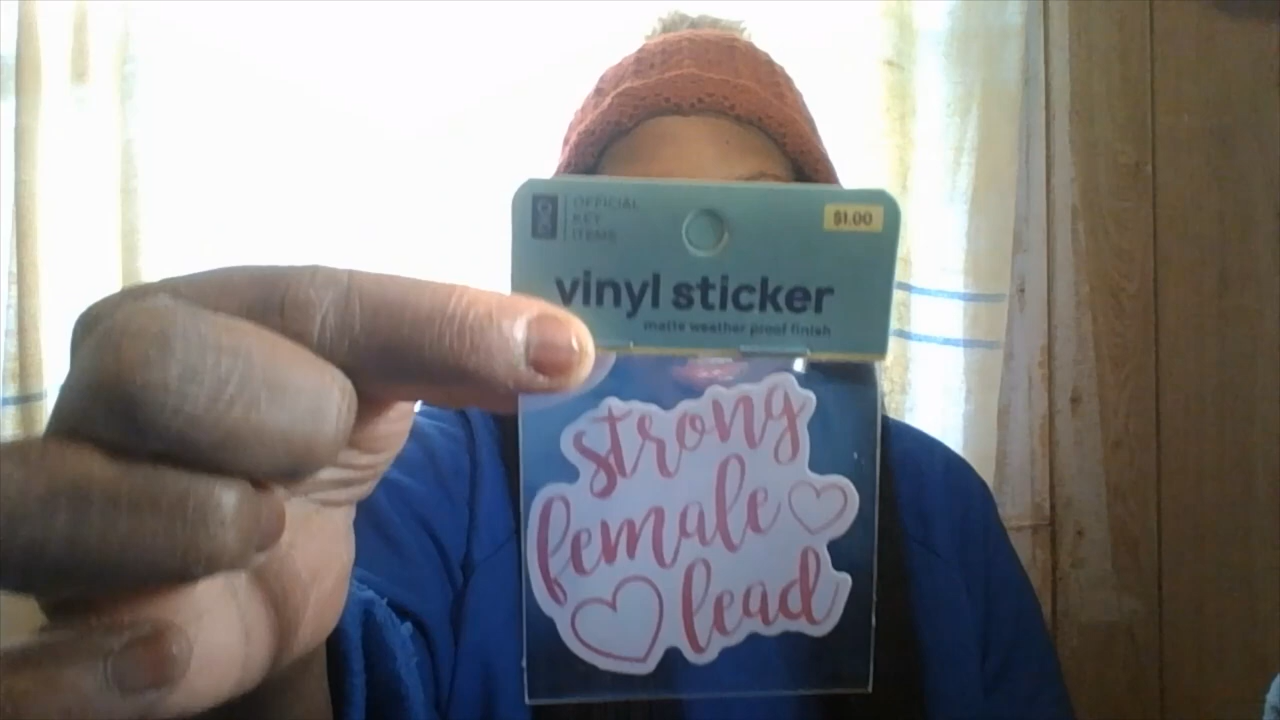 OFFICIAL
KEY
ITEMS
$1.00
vinyl sticker
matte weather proof finish
strong
female
lead